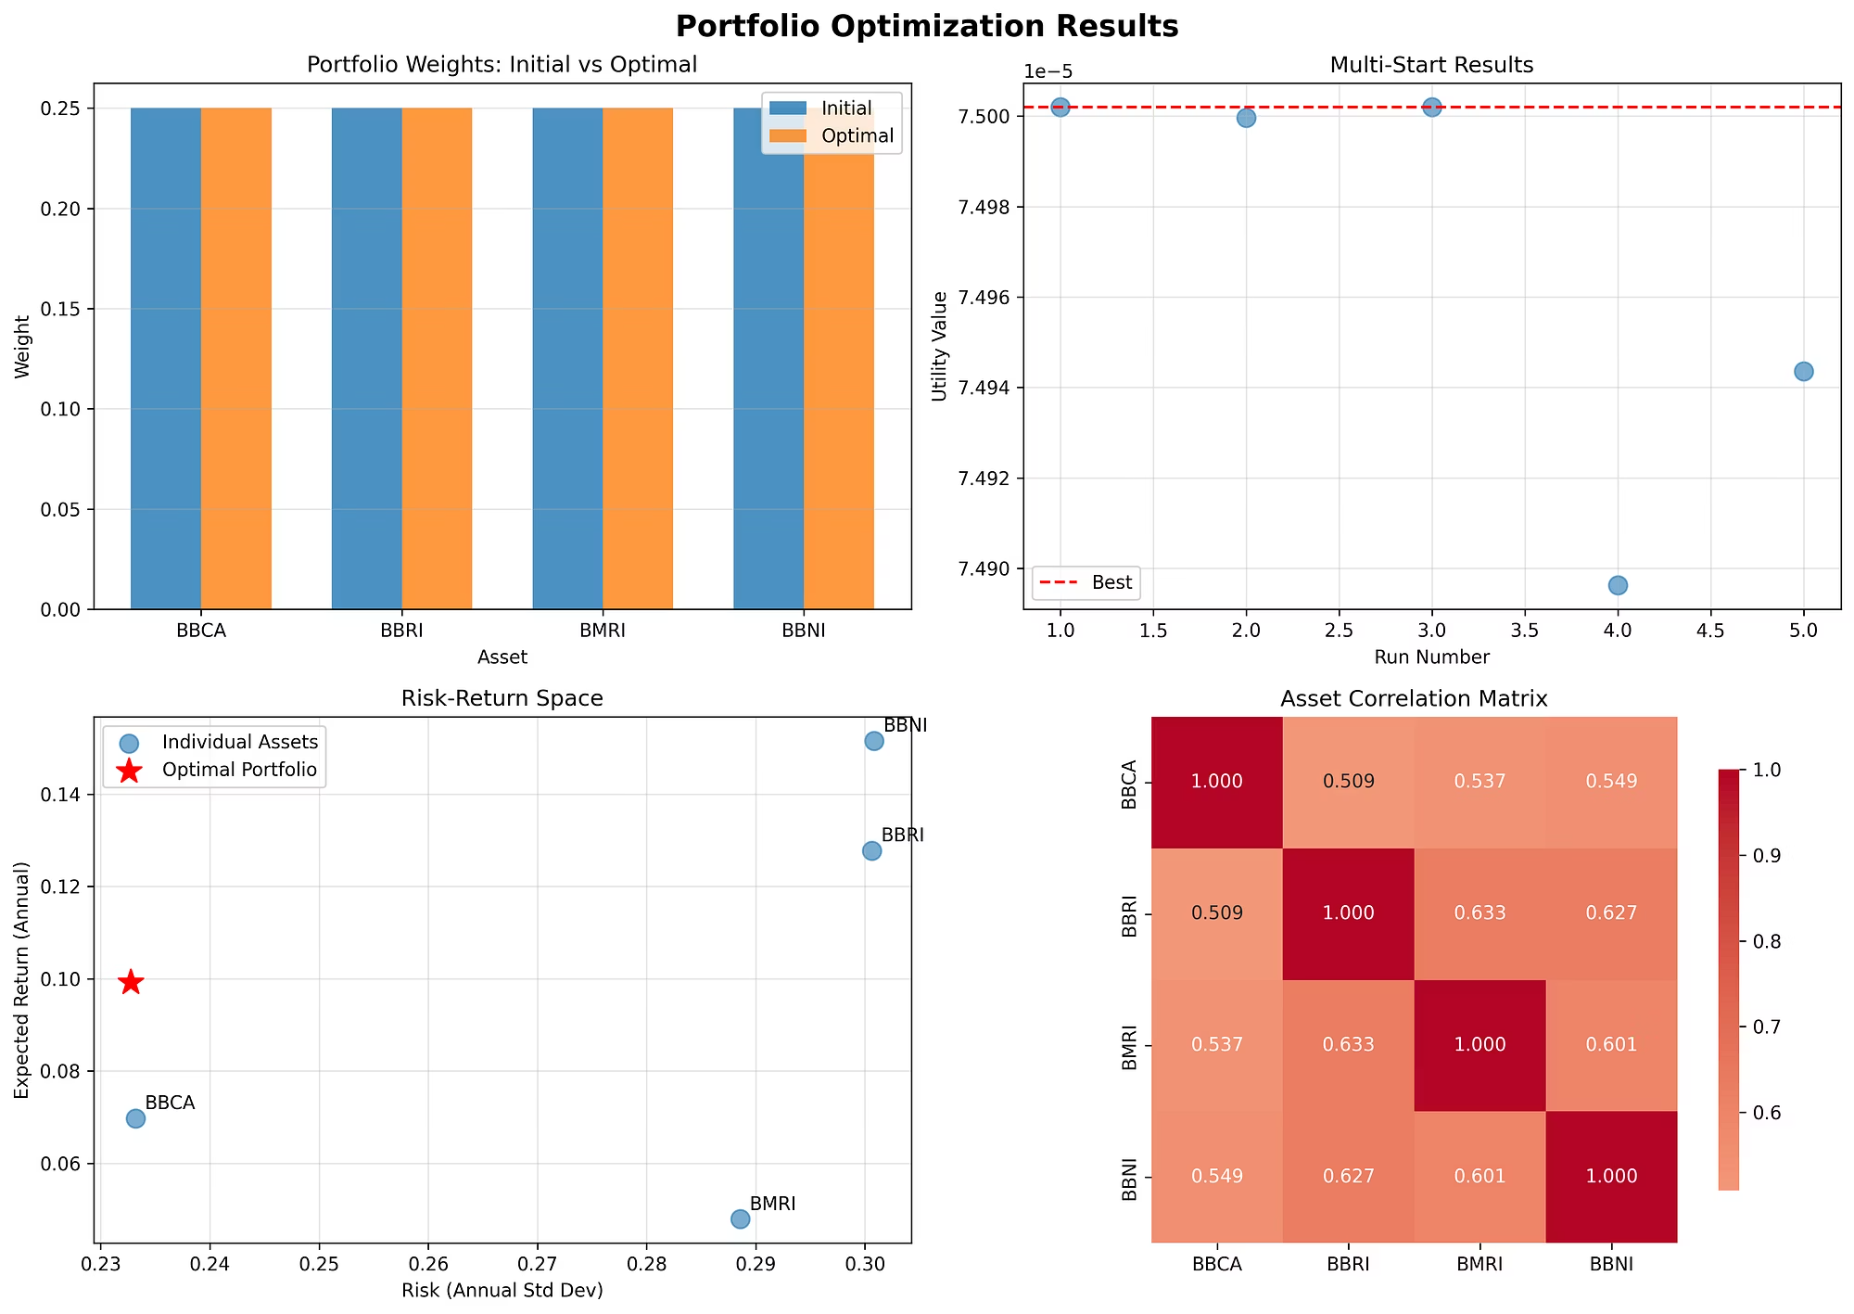 Portfolio Optimization Results
Portfolio Weights: Initial vs Optimal
Initial
Optimal
0.25
0.20
0.15
0.10
0.05
0.00
Weight
BBCA BBRI BMRI BBNI
Asset
Multi-Start Results
1e−5
7.500
7.498
7.496
7.494
7.492
7.490
Utility Value
Best
1.0 1.5 2.0 2.5 3.0 3.5 4.0 4.5 5.0
Run Number
Risk-Return Space
Individual Assets
Optimal Portfolio
BBNI
BBRI
BBCA
BMRI
0.14
0.12
0.10
0.08
0.06
Expected Return (Annual)
0.23 0.24 0.25 0.26 0.27 0.28 0.29 0.30
Risk (Annual Std Dev)
Asset Correlation Matrix
BBCA 1.000 0.509 0.537 0.549
BBRI 0.509 1.000 0.633 0.627
BMRI 0.537 0.633 1.000 0.601
BBNI 0.549 0.627 0.601 1.000
BBCA BBRI BMRI BBNI
1.0
0.9
0.8
0.7
0.6